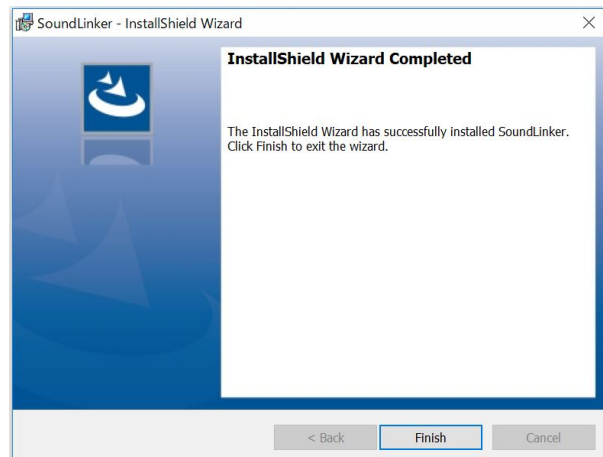 SoundLinker - InstallShield Wizard
InstallShield Wizard Completed
The InstallShield Wizard has successfully installed SoundLinker.
Click Finish to exit the wizard.
< Back
Finish
Cancel